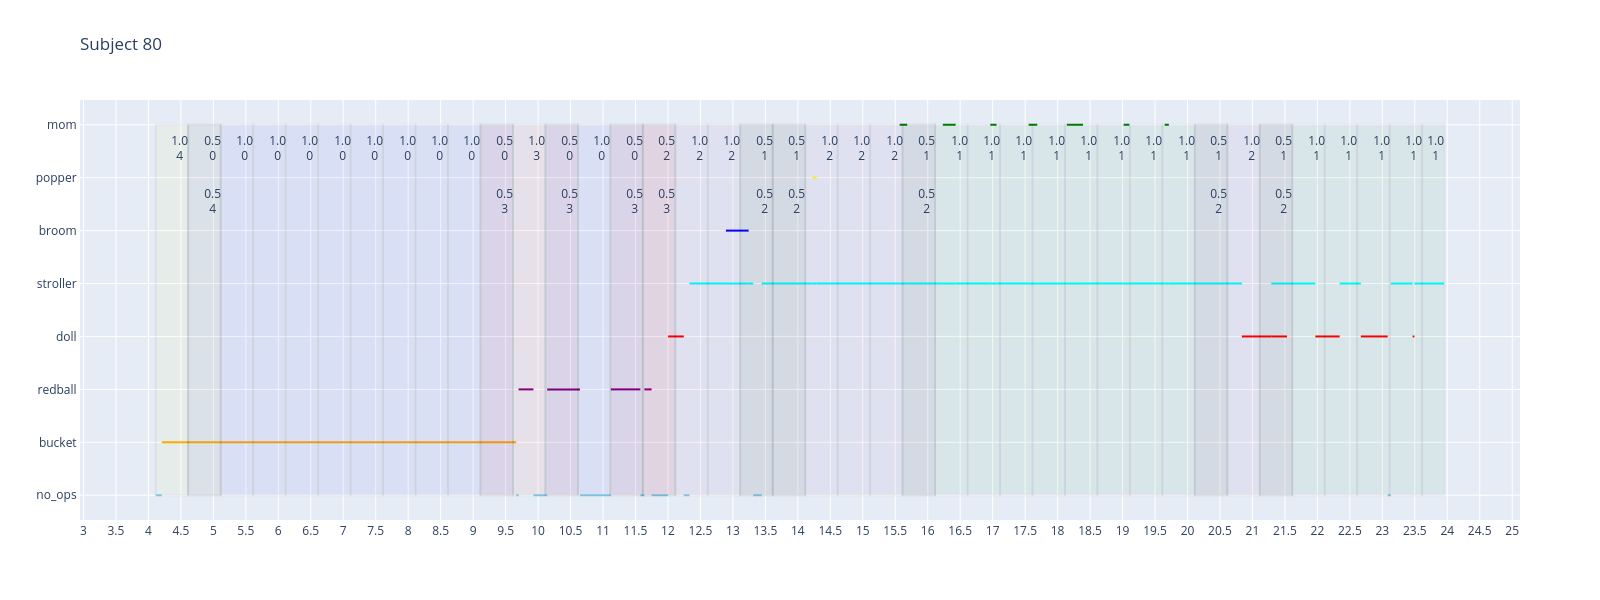 Subject 80
mom
1.0 0.5 1.0 1.0 1.0 1.0 1.0 1.0 1.0 1.0 0.5 1.0 0.5 1.0 0.5 0.5 1.0 1.0 0.5 0.5 1.0 1.0 1.0 0.5 1.0 1.0 1.0 1.0 1.0 1.0 1.0 1.0 0.5 1.0 0.5 1.0 1.0 1.0 1.0 1.0
4 0 0 0 0 0 0 0 0 0 0 3 0 0 0 2 2 2 1 1 2 2 2 1 1 1 1 1 1 1 1 1 1 2 1 1 1 1 1 1
popper
0.5 0.5 0.5 0.5 0.5 0.5 0.5 0.5 0.5 0.5
4 3 3 3 3 2 2 2 2 2
broom
stroller
doll
redball
bucket
no_ops
3 3.5 4 4.5 5 5.5 6 6.5 7 7.5 8 8.5 9 9.5 10 10.5 11 11.5 12 12.5 13 13.5 14 14.5 15 15.5 16 16.5 17 17.5 18 18.5 19 19.5 20 20.5 21 21.5 22 22.5 23 23.5 24 24.5 25